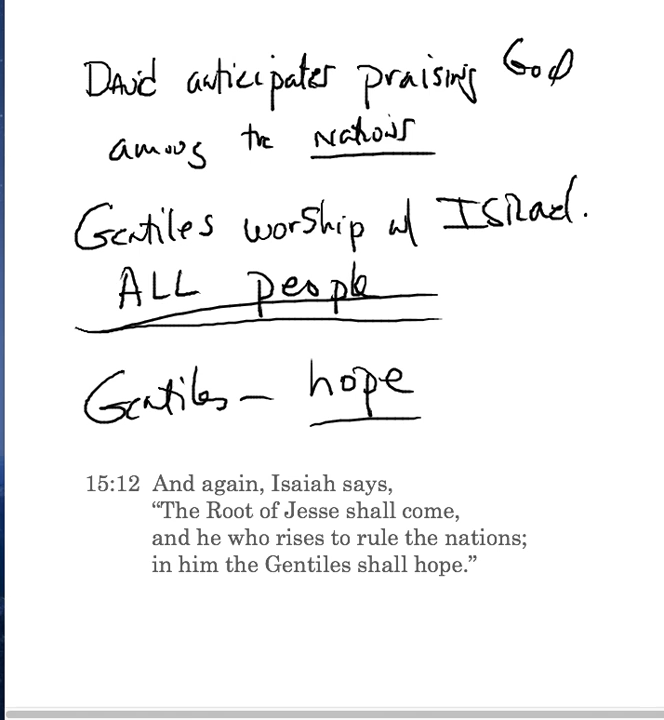 David anticipates praising God
among the Nations
Gentiles worship w/ ISRael.
ALL people
Gentiles – hope
15:12 And again, Isaiah says,
“The Root of Jesse shall come,
and he who rises to rule the nations;
in him the Gentiles shall hope.”